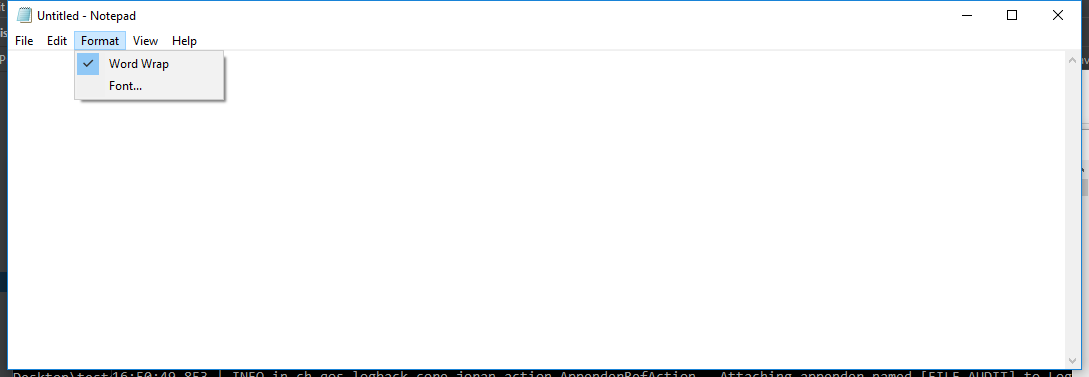 Untitled - Notepad
File Edit Format View Help
Word Wrap
Font...
Desktop\test16:50:49.853 | INFO in ch.qos.logback.core.joran.action.AppenderRefAction - Attaching appender named [FILE_AUDIT] to Log